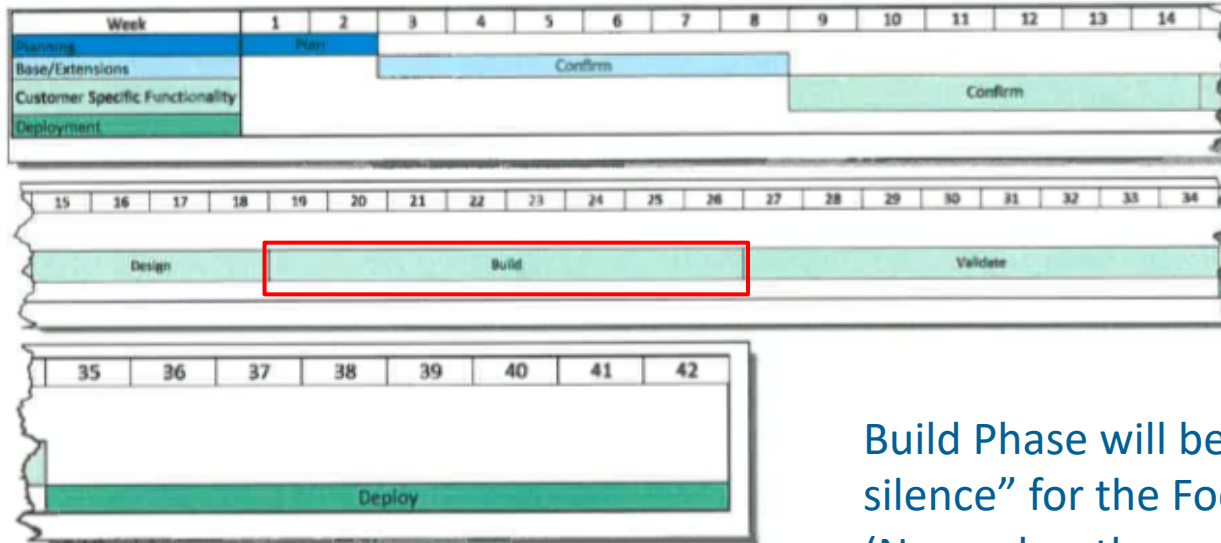 Week 1 2 3 4 5 6 7 8 9 10 11 12 13 14
Planning Plan
Base/Extensions Confirm
Customer Specific Functionality Confirm
Deployment
15 16 17 18 19 20 21 22 23 24 25 26 27 28 29 30 31 32 33 34
Design Build Validate
35 36 37 38 39 40 41 42
Deploy
Build Phase will be
silence” for the Fo